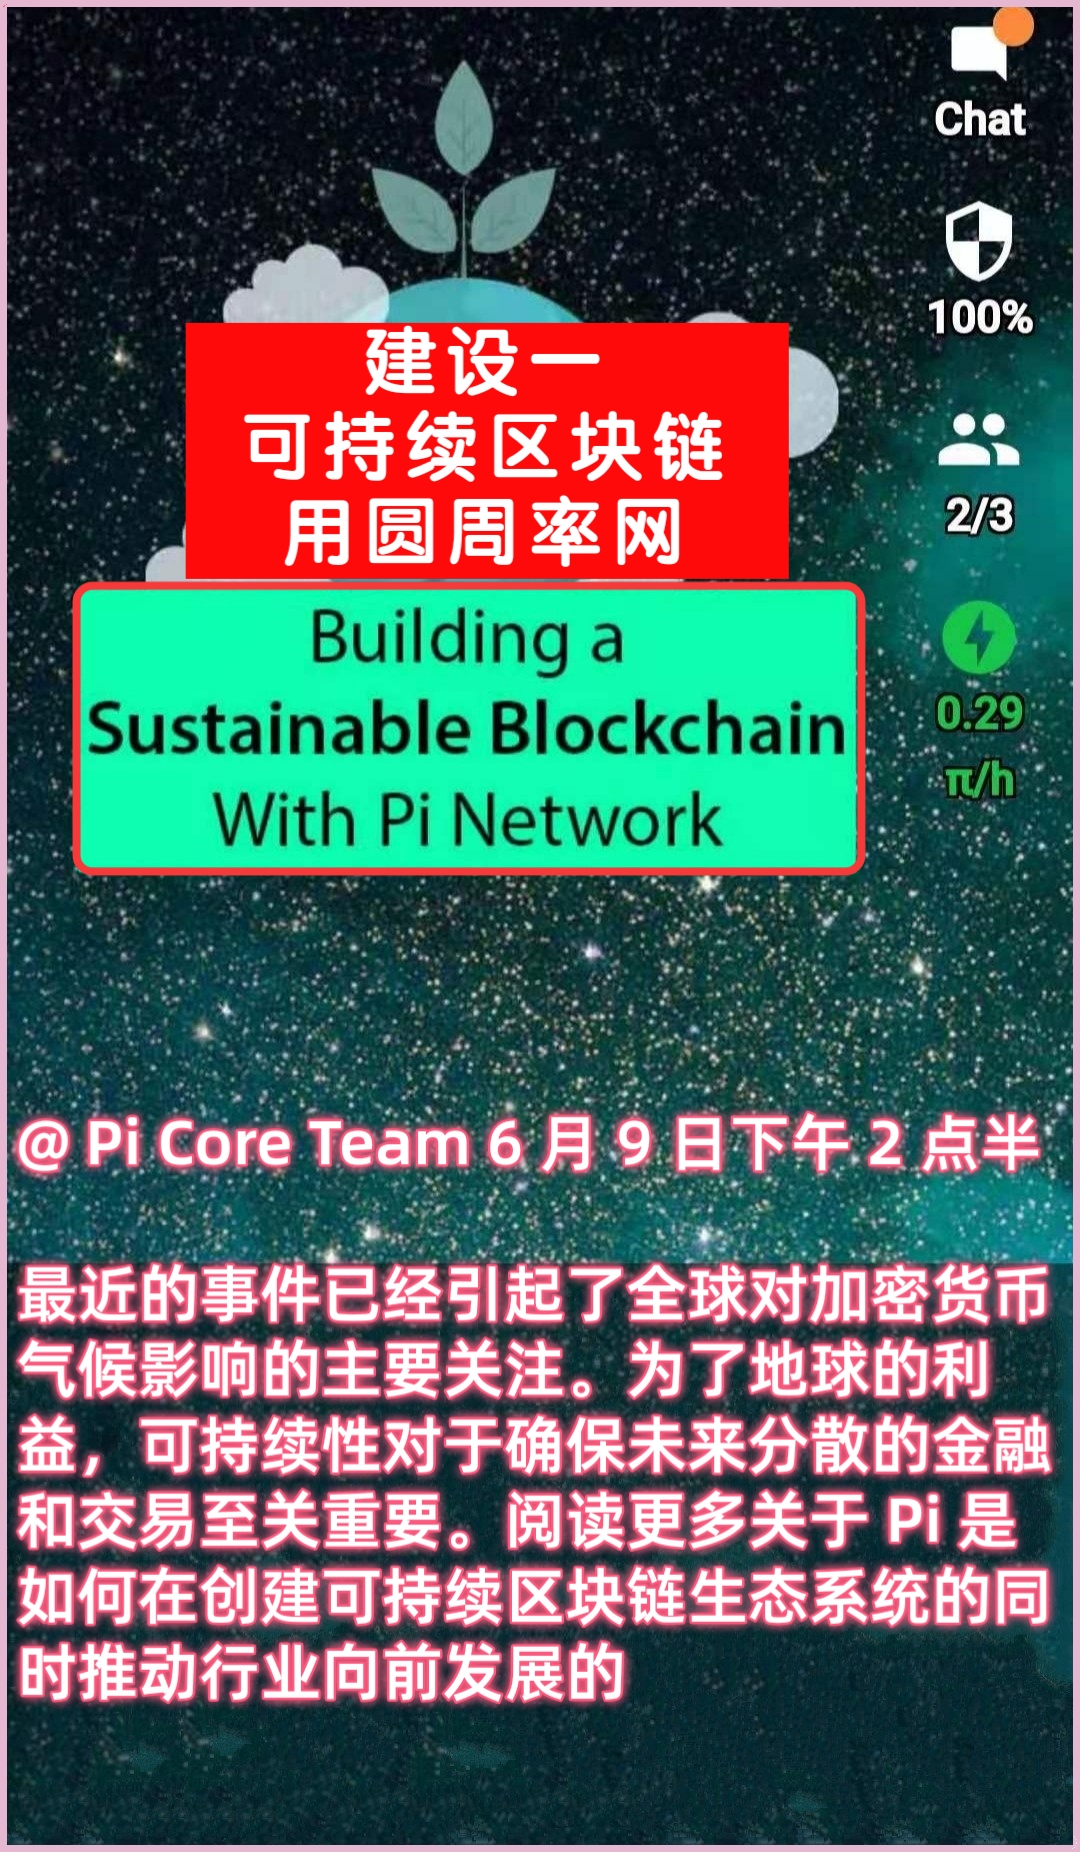 Chat
100%
2/3
0.29
π/h
建设一
可持续区块链
用圆周率网
Building a
Sustainable Blockchain
With Pi Network
@ Pi Core Team 6 月 9 日下午 2 点半
最近的事件已经引起了全球对加密货币
气候影响的主要关注。为了地球的利
益，可持续性对于确保未来分散的金融
和交易至关重要。阅读更多关于 Pi 是
如何在创建可持续区块链生态系统的同
时推动行业向前发展的